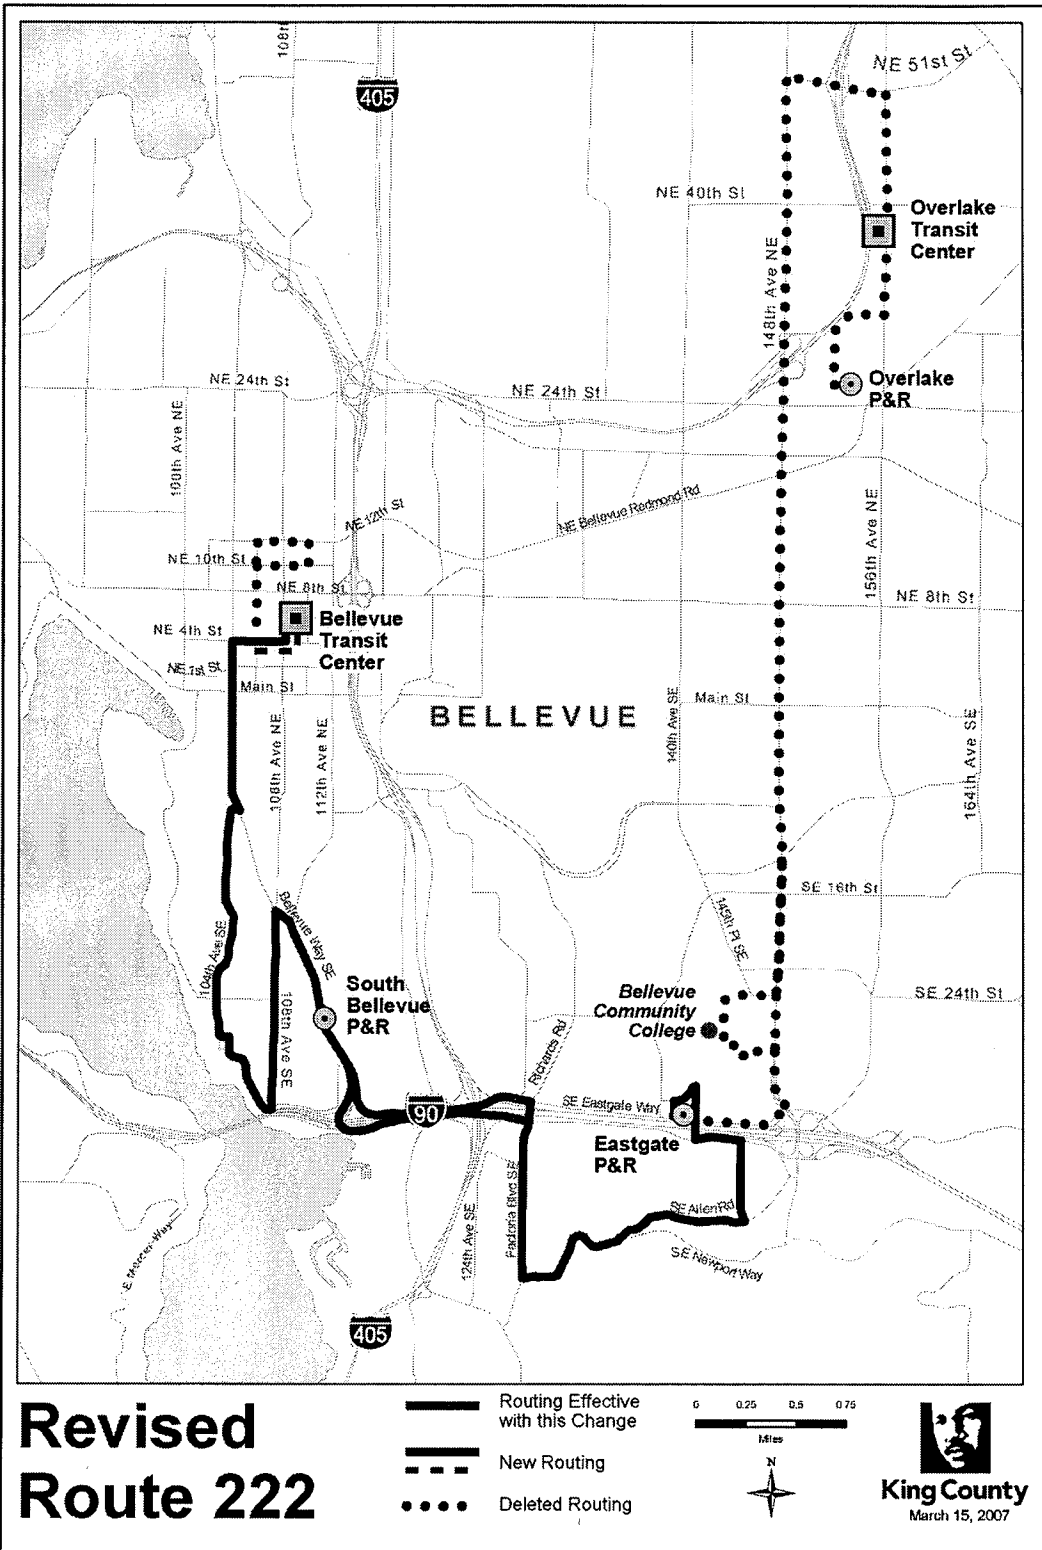 108th
NE 51st St
405
NE 40th St
Overlake
Transit
Center
148th Ave NE
NE 24th St
NE 24th St
Overlake
P&R
100th Ave NE
NE 12th St
NE Bellevue Redmond Rd
156th Ave NE
NE 10th St
NE 8th St
NE 8th St
NE 4th St
Bellevue
Transit
Center
NE 1st St
Main St
BELLEVUE
Main St
140th Ave SE
108th Ave NE
112th Ave NE
164th Ave SE
SE 16th St
Bellevue Way SE
145th Pl SE
104th Ave SE
South
Bellevue
P&R
108th Ave SE
Bellevue
Community
College
SE 24th St
Richards Rd
90
SE Eastgate Way
Eastgate
P&R
Factoria Blvd SE
124th Ave SE
SE Allen Rd
SE Newport Way
E Mercer Way
405
Revised
Route 222
Routing Effective
with this Change
New Routing
Deleted Routing
0 0.25 0.5 0.75
Miles
N
King County
March 15, 2007